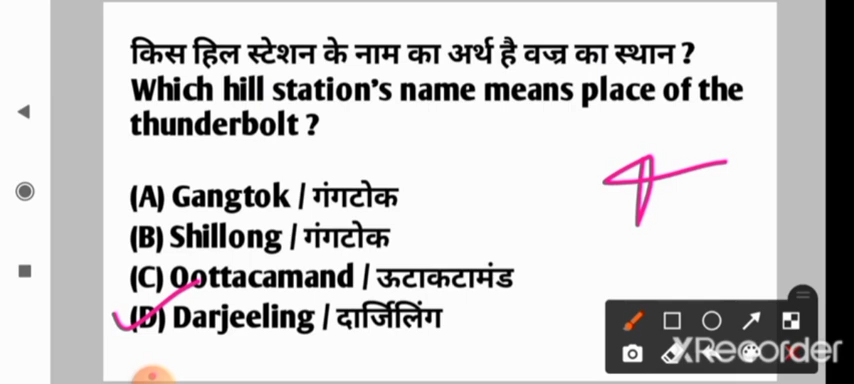 किस हिल स्टेशन के नाम का अर्थ है वज्र का स्थान ?
Which hill station's name means place of the
thunderbolt ?
(A) Gangtok / गंगटोक
(B) Shillong / गंगटोक
(C) Oottacamand / ऊटाकटामंड
(D) Darjeeling / दार्जिलिंग
XRecorder